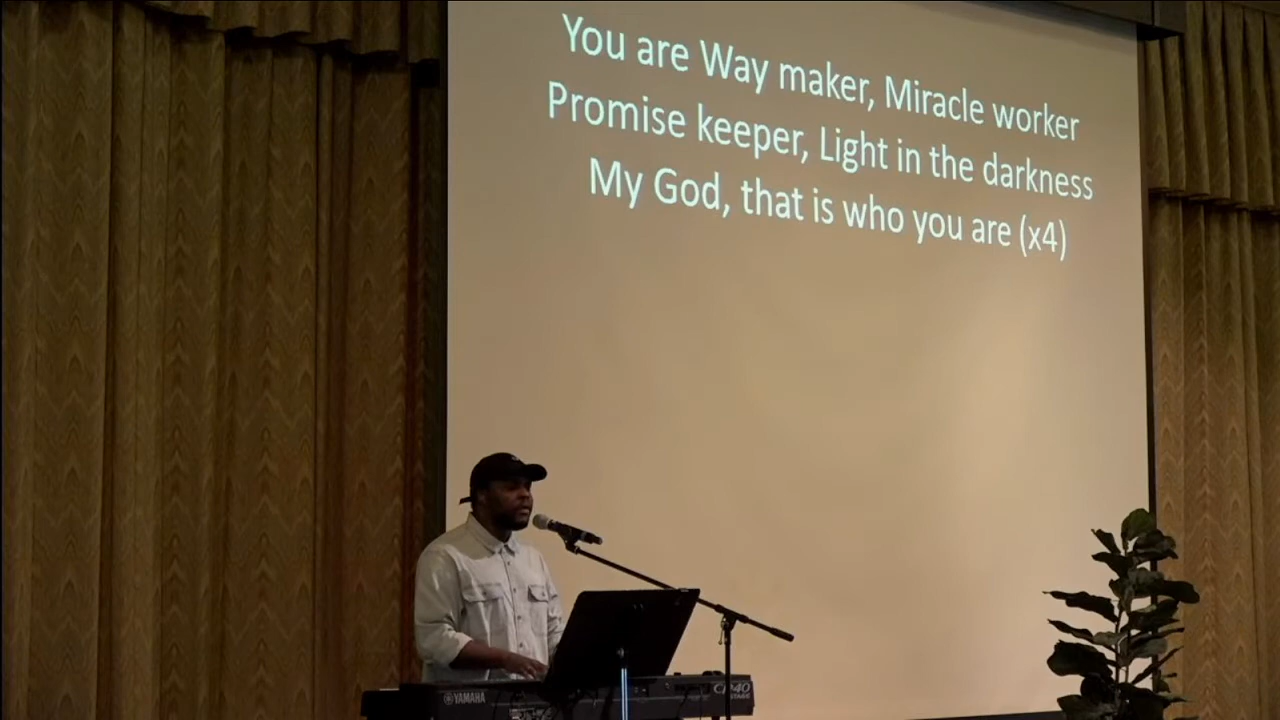 You are Way maker, Miracle worker
Promise keeper, Light in the darkness
My God, that is who you are (x4)
YAMAHA
CP40
STAGE